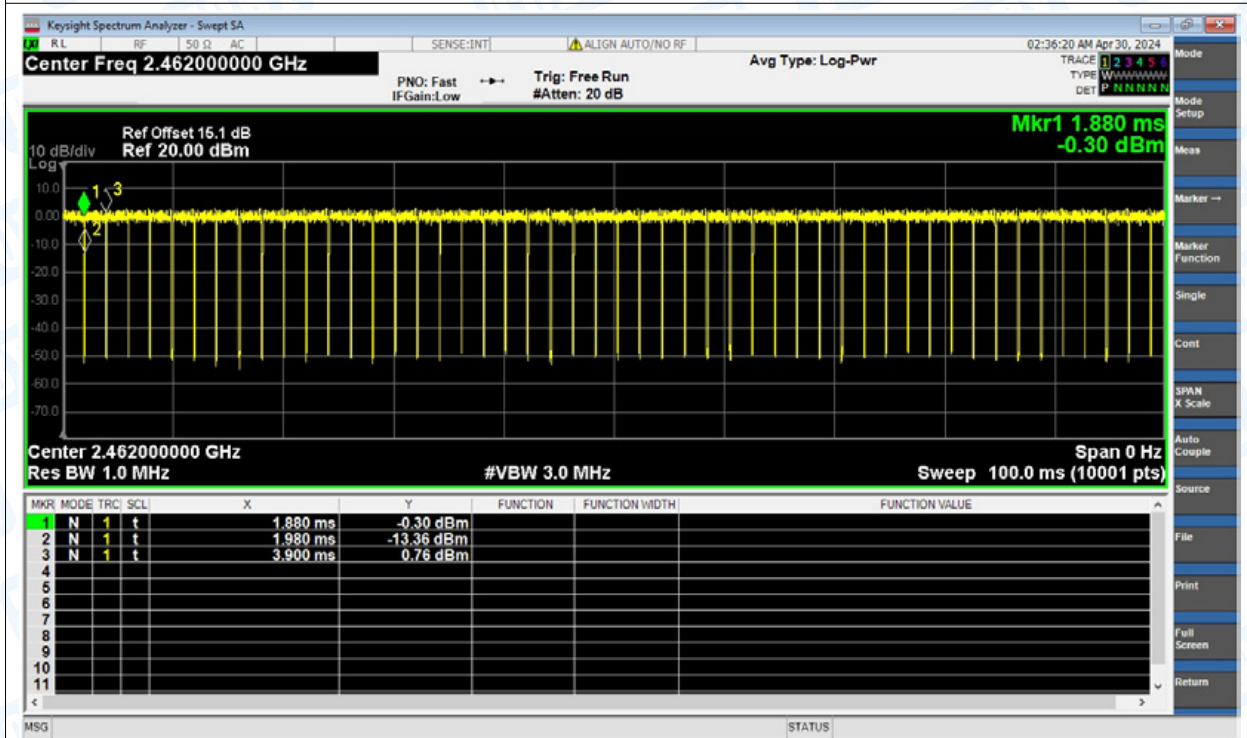 Keysight Spectrum Analyzer - Swept SA
LXI RL RF 50 Ω AC SENSE:INT ALIGN AUTO/NO RF 02:36:20 AM Apr 30, 2024
Center Freq 2.462000000 GHz
PNO: Fast
IFGain:Low
Trig: Free Run
#Atten: 20 dB
Avg Type: Log-Pwr
TRACE 1 2 3 4 5 6
TYPE WWWWWW
DET P N N N N N
Mkr1 1.880 ms
-0.30 dBm
Ref Offset 15.1 dB
10 dB/div Ref 20.00 dBm
Log
10.0
0.00
-10.0
-20.0
-30.0
-40.0
-50.0
-60.0
-70.0
1
3
2
Center 2.462000000 GHz Span 0 Hz
Res BW 1.0 MHz #VBW 3.0 MHz Sweep 100.0 ms (10001 pts)
MKR MODE TRC SCL X Y FUNCTION FUNCTION WIDTH FUNCTION VALUE
1 N 1 t 1.880 ms -0.30 dBm
2 N 1 t 1.980 ms -13.36 dBm
3 N 1 t 3.900 ms 0.76 dBm
4
5
6
7
8
9
10
11
MSG STATUS
Mode
Mode
Setup
Meas
Marker →
Marker
Function
Single
Cont
SPAN
X Scale
Auto
Couple
Source
File
Print
Full
Screen
Return